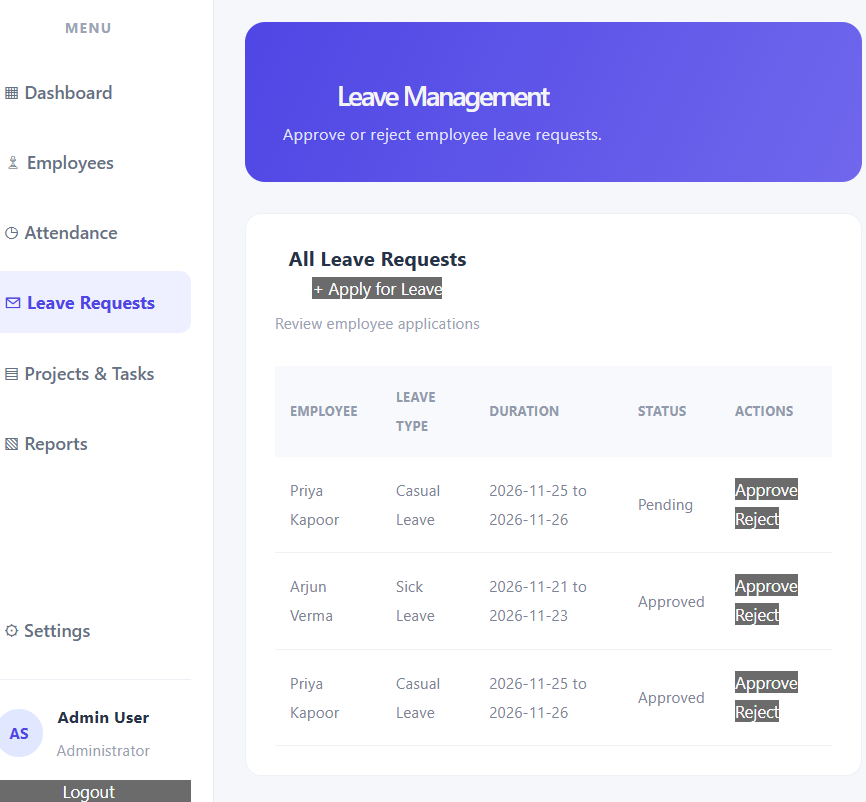 MENU
Dashboard
Employees
Attendance
Leave Requests
Projects & Tasks
Reports
Settings
AS
Admin User
Administrator
Logout
Leave Management
Approve or reject employee leave requests.
All Leave Requests
+ Apply for Leave
Review employee applications
EMPLOYEE LEAVE TYPE DURATION STATUS ACTIONS
Priya Kapoor Casual Leave 2026-11-25 to 2026-11-26 Pending Approve Reject
Arjun Verma Sick Leave 2026-11-21 to 2026-11-23 Approved Approve Reject
Priya Kapoor Casual Leave 2026-11-25 to 2026-11-26 Approved Approve Reject